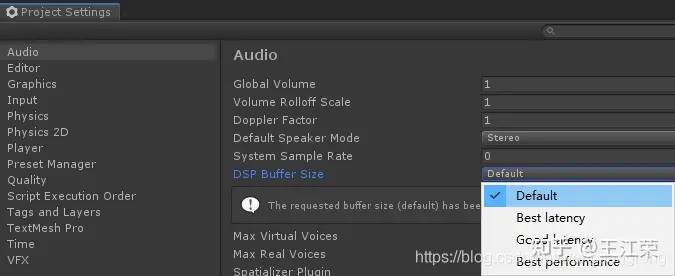 Project Settings
Audio
Editor
Graphics
Input
Physics
Physics 2D
Player
Preset Manager
Quality
Script Execution Order
Tags and Layers
TextMesh Pro
Time
VFX
Audio
Global Volume 1
Volume Rolloff Scale 1
Doppler Factor 1
Default Speaker Mode Stereo
System Sample Rate 0
DSP Buffer Size Default
The requested buffer size (default) has bee
Default
Best latency
Good latency
Best performance
Max Virtual Voices
Max Real Voices
Spatializer Plugin
知乎 @王江荣
https://blog.cs